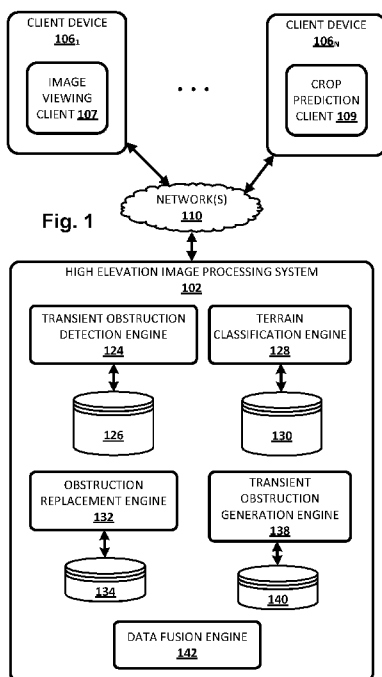 CLIENT DEVICE
106₁
IMAGE
VIEWING
CLIENT 107
. . .
CLIENT DEVICE
106N
CROP
PREDICTION
CLIENT 109
NETWORK(S)
110
Fig. 1
HIGH ELEVATION IMAGE PROCESSING SYSTEM
102
TRANSIENT OBSTRUCTION
DETECTION ENGINE
124
126
TERRAIN
CLASSIFICATION ENGINE
128
130
OBSTRUCTION
REPLACEMENT ENGINE
132
134
TRANSIENT
OBSTRUCTION
GENERATION ENGINE
138
140
DATA FUSION ENGINE
142